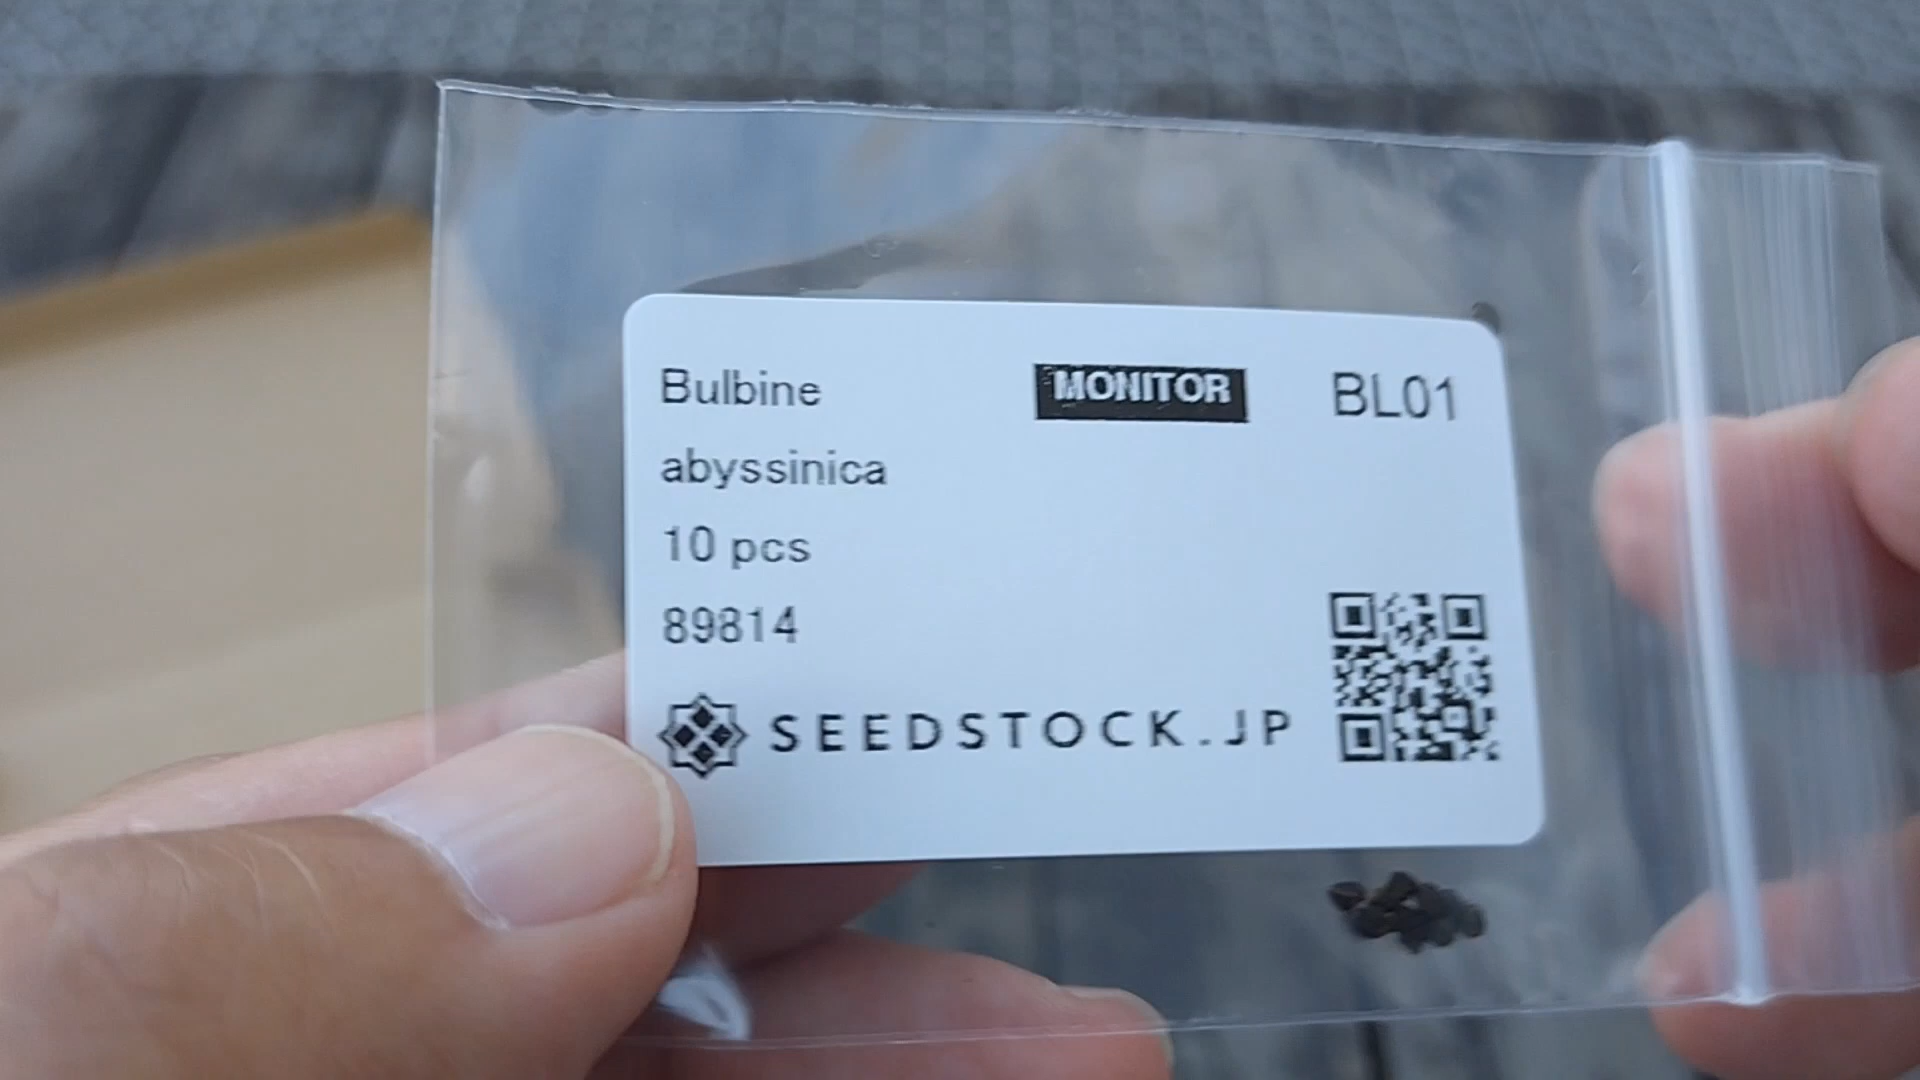 Bulbine MONITOR BL01
abyssinica
10 pcs
89814
SEEDSTOCK.JP